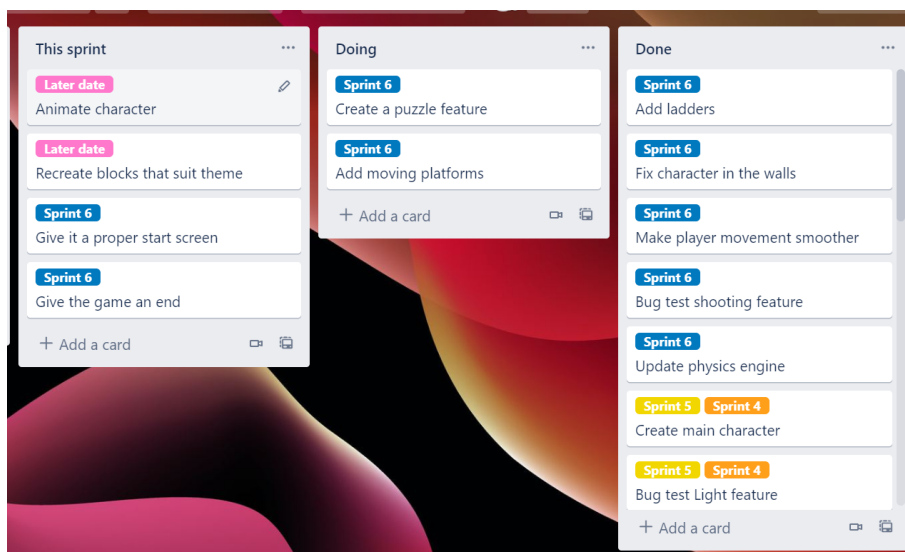 This sprint
Later date
Animate character
Later date
Recreate blocks that suit theme
Sprint 6
Give it a proper start screen
Sprint 6
Give the game an end
+ Add a card
Doing
Sprint 6
Create a puzzle feature
Sprint 6
Add moving platforms
+ Add a card
Done
Sprint 6
Add ladders
Sprint 6
Fix character in the walls
Sprint 6
Make player movement smoother
Sprint 6
Bug test shooting feature
Sprint 6
Update physics engine
Sprint 5 Sprint 4
Create main character
Sprint 5 Sprint 4
Bug test Light feature
+ Add a card